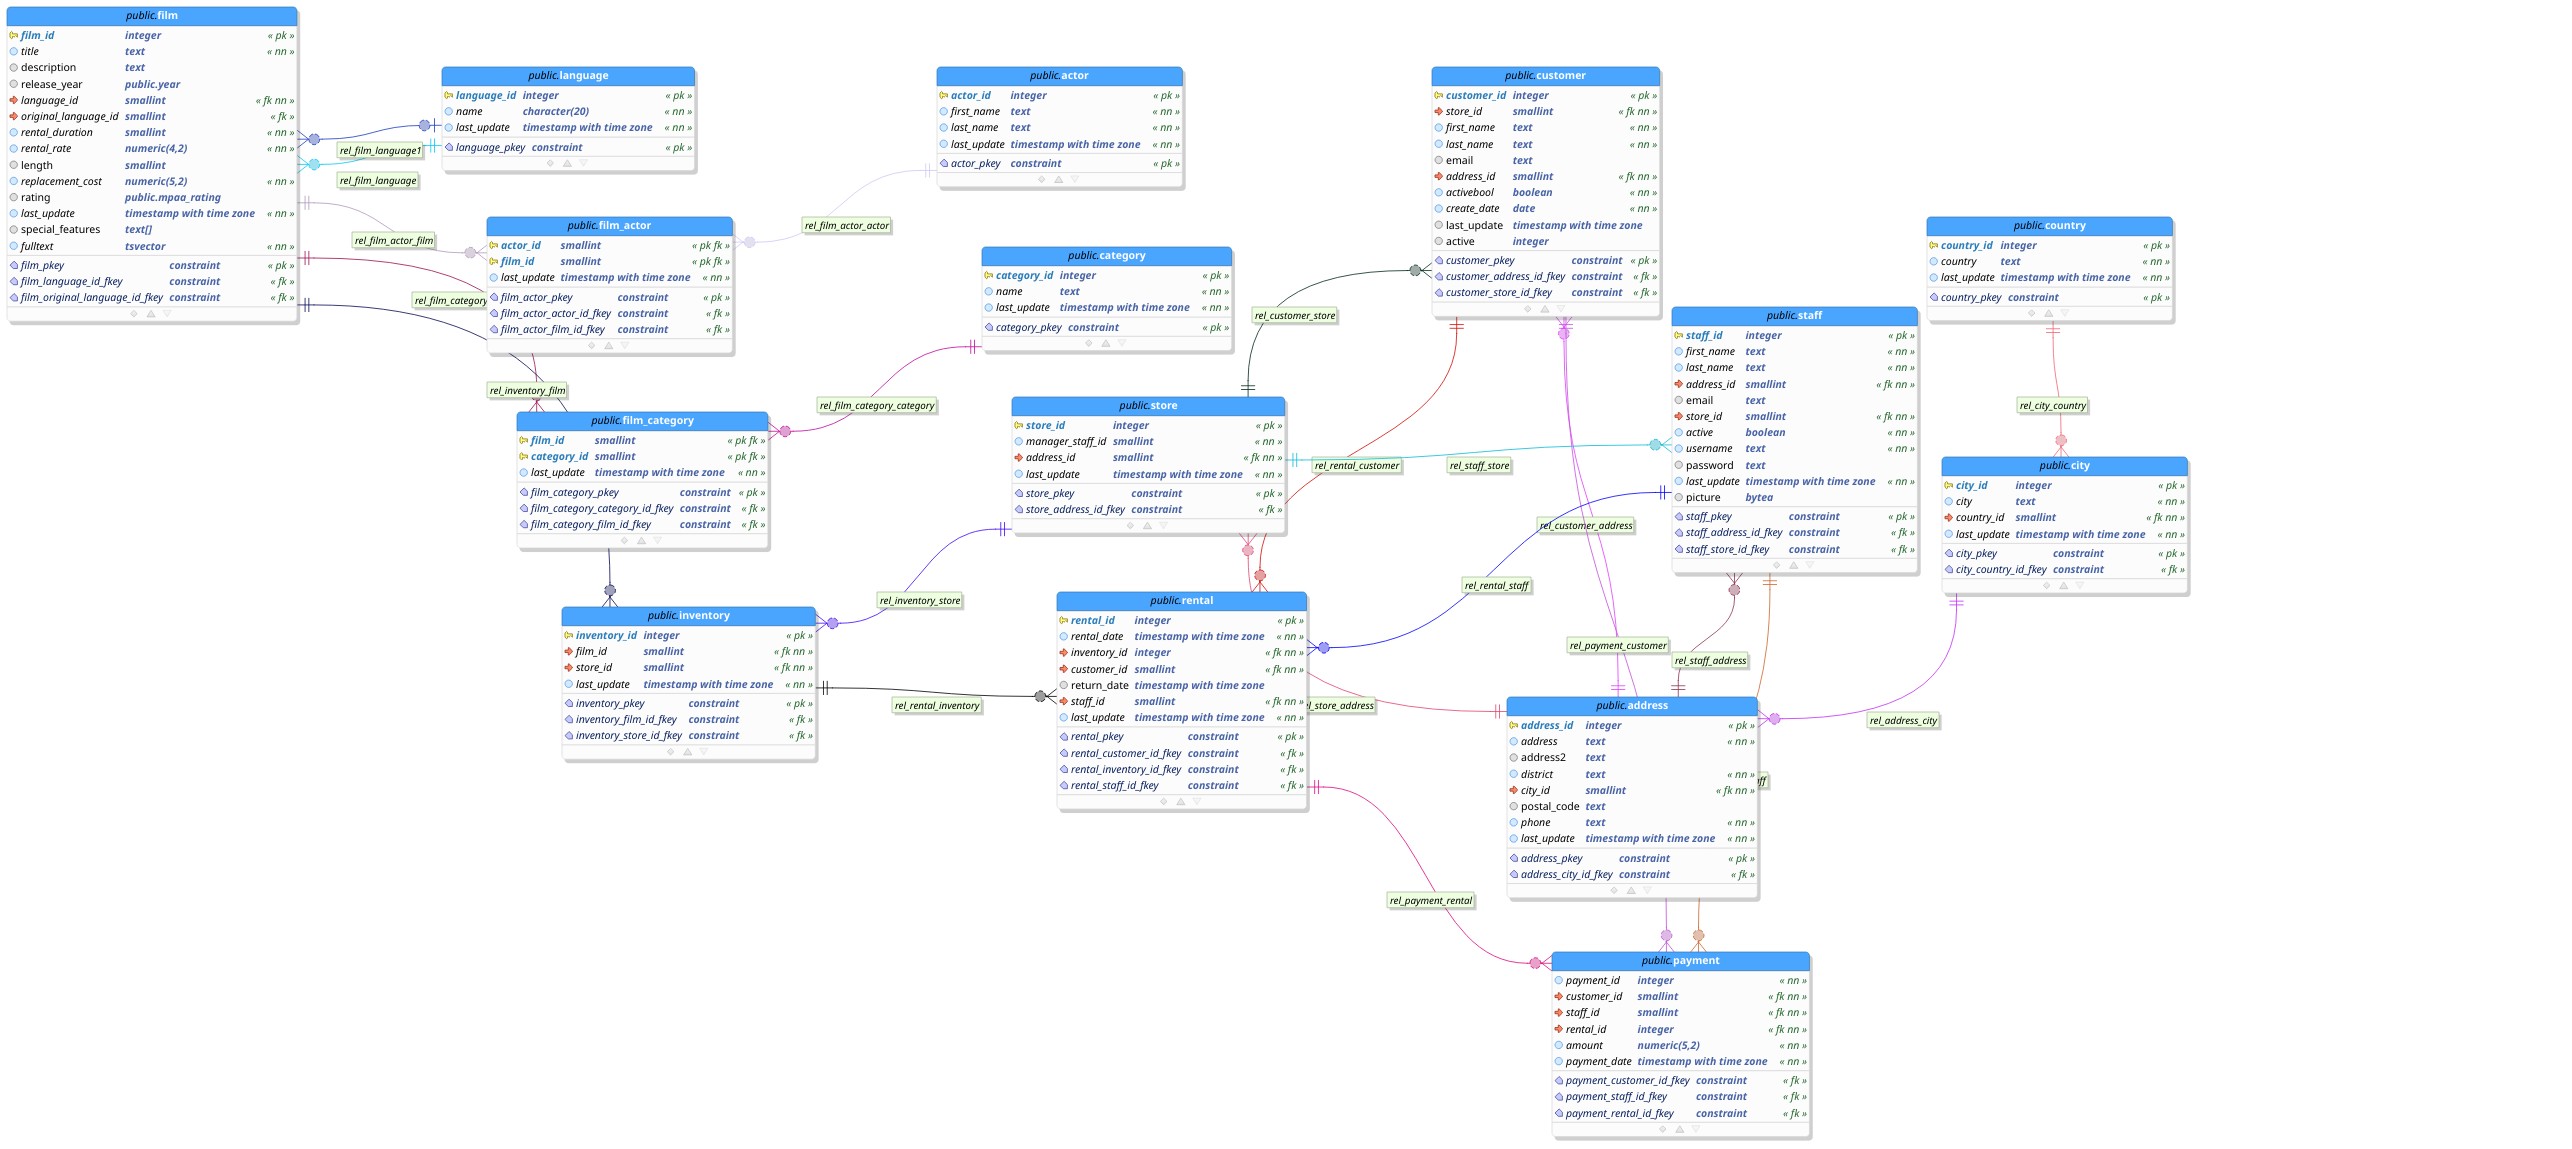 public.film
film_id integer « pk »
title text « nn »
description text
release_year public.year
language_id smallint « fk nn »
original_language_id smallint « fk »
rental_duration smallint « nn »
rental_rate numeric(4,2) « nn »
length smallint
replacement_cost numeric(5,2) « nn »
rating public.mpaa_rating
last_update timestamp with time zone « nn »
special_features text[]
fulltext tsvector « nn »
film_pkey constraint « pk »
film_language_id_fkey constraint « fk »
film_original_language_id_fkey constraint « fk »
rel_film_language1
rel_film_language
rel_film_actor_film
rel_film_category
rel_inventory_film
public.language
language_id integer « pk »
name character(20) « nn »
last_update timestamp with time zone « nn »
language_pkey constraint « pk »
public.film_actor
actor_id smallint « pk fk »
film_id smallint « pk fk »
last_update timestamp with time zone « nn »
film_actor_pkey constraint « pk »
film_actor_actor_id_fkey constraint « fk »
film_actor_film_id_fkey constraint « fk »
public.film_category
film_id smallint « pk fk »
category_id smallint « pk fk »
last_update timestamp with time zone « nn »
film_category_pkey constraint « pk »
film_category_category_id_fkey constraint « fk »
film_category_film_id_fkey constraint « fk »
public.inventory
inventory_id integer « pk »
film_id smallint « fk nn »
store_id smallint « fk nn »
last_update timestamp with time zone « nn »
inventory_pkey constraint « pk »
inventory_film_id_fkey constraint « fk »
inventory_store_id_fkey constraint « fk »
rel_film_actor_actor
rel_film_category_category
rel_inventory_store
rel_rental_inventory
public.actor
actor_id integer « pk »
first_name text « nn »
last_name text « nn »
last_update timestamp with time zone « nn »
actor_pkey constraint « pk »
public.category
category_id integer « pk »
name text « nn »
last_update timestamp with time zone « nn »
category_pkey constraint « pk »
public.store
store_id integer « pk »
manager_staff_id smallint « nn »
address_id smallint « fk nn »
last_update timestamp with time zone « nn »
store_pkey constraint « pk »
store_address_id_fkey constraint « fk »
public.rental
rental_id integer « pk »
rental_date timestamp with time zone « nn »
inventory_id integer « fk nn »
customer_id smallint « fk nn »
return_date timestamp with time zone
staff_id smallint « fk nn »
last_update timestamp with time zone « nn »
rental_pkey constraint « pk »
rental_customer_id_fkey constraint « fk »
rental_inventory_id_fkey constraint « fk »
rental_staff_id_fkey constraint « fk »
rel_customer_store
rel_rental_customer
rel_staff_store
rel_customer_address
rel_rental_staff
rel_payment_customer
rel_staff_address
l_store_address
rel_payment_rental
public.customer
customer_id integer « pk »
store_id smallint « fk nn »
first_name text « nn »
last_name text « nn »
email text
address_id smallint « fk nn »
activebool boolean « nn »
create_date date « nn »
last_update timestamp with time zone
active integer
customer_pkey constraint « pk »
customer_address_id_fkey constraint « fk »
customer_store_id_fkey constraint « fk »
public.staff
staff_id integer « pk »
first_name text « nn »
last_name text « nn »
address_id smallint « fk nn »
email text
store_id smallint « fk nn »
active boolean « nn »
username text « nn »
password text
last_update timestamp with time zone « nn »
picture bytea
staff_pkey constraint « pk »
staff_address_id_fkey constraint « fk »
staff_store_id_fkey constraint « fk »
public.address
address_id integer « pk »
address text « nn »
address2 text
district text « nn »
city_id smallint « fk nn »
postal_code text
phone text « nn »
last_update timestamp with time zone « nn »
address_pkey constraint « pk »
address_city_id_fkey constraint « fk »
ff
public.payment
payment_id integer « nn »
customer_id smallint « fk nn »
staff_id smallint « fk nn »
rental_id integer « fk nn »
amount numeric(5,2) « nn »
payment_date timestamp with time zone « nn »
payment_customer_id_fkey constraint « fk »
payment_staff_id_fkey constraint « fk »
payment_rental_id_fkey constraint « fk »
public.country
country_id integer « pk »
country text « nn »
last_update timestamp with time zone « nn »
country_pkey constraint « pk »
rel_city_country
public.city
city_id integer « pk »
city text « nn »
country_id smallint « fk nn »
last_update timestamp with time zone « nn »
city_pkey constraint « pk »
city_country_id_fkey constraint « fk »
rel_address_city